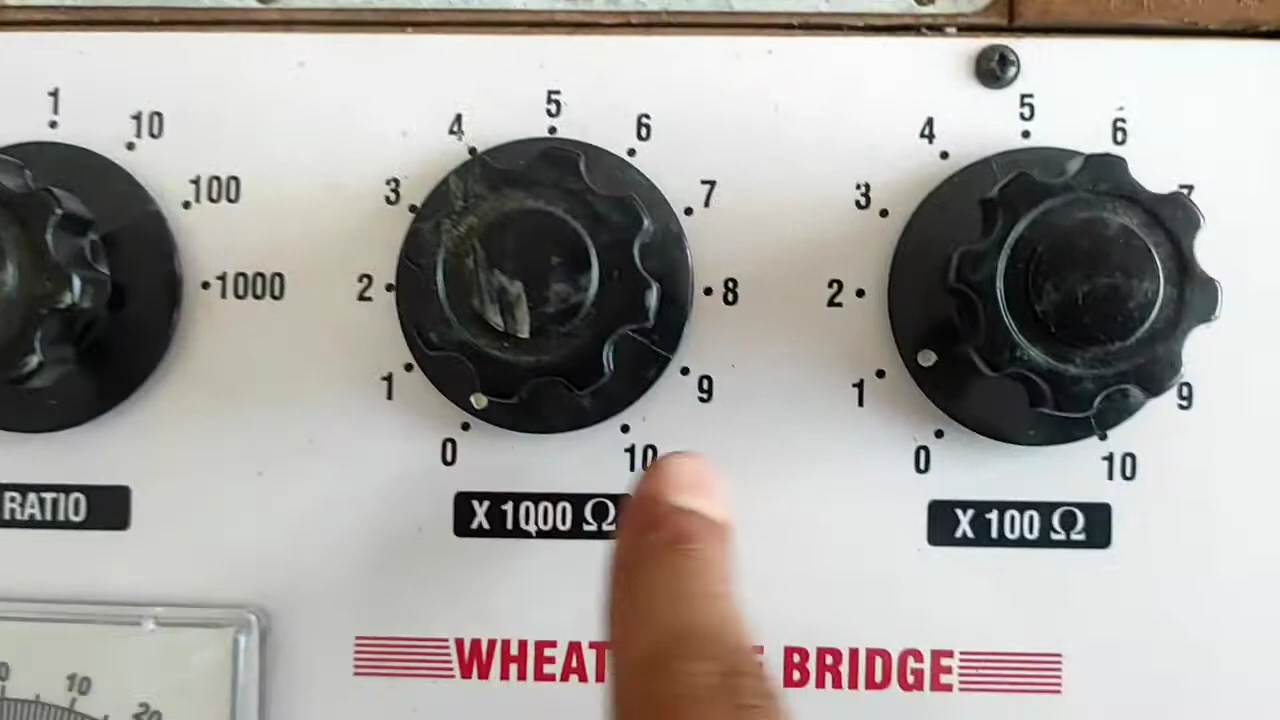 1 10 100 1000
RATIO
0 1 2 3 4 5 6 7 8 9 10
X 1000 Ω
0 1 2 3 4 5 6 7 9 10
X 100 Ω
WHEAT BRIDGE
10 20